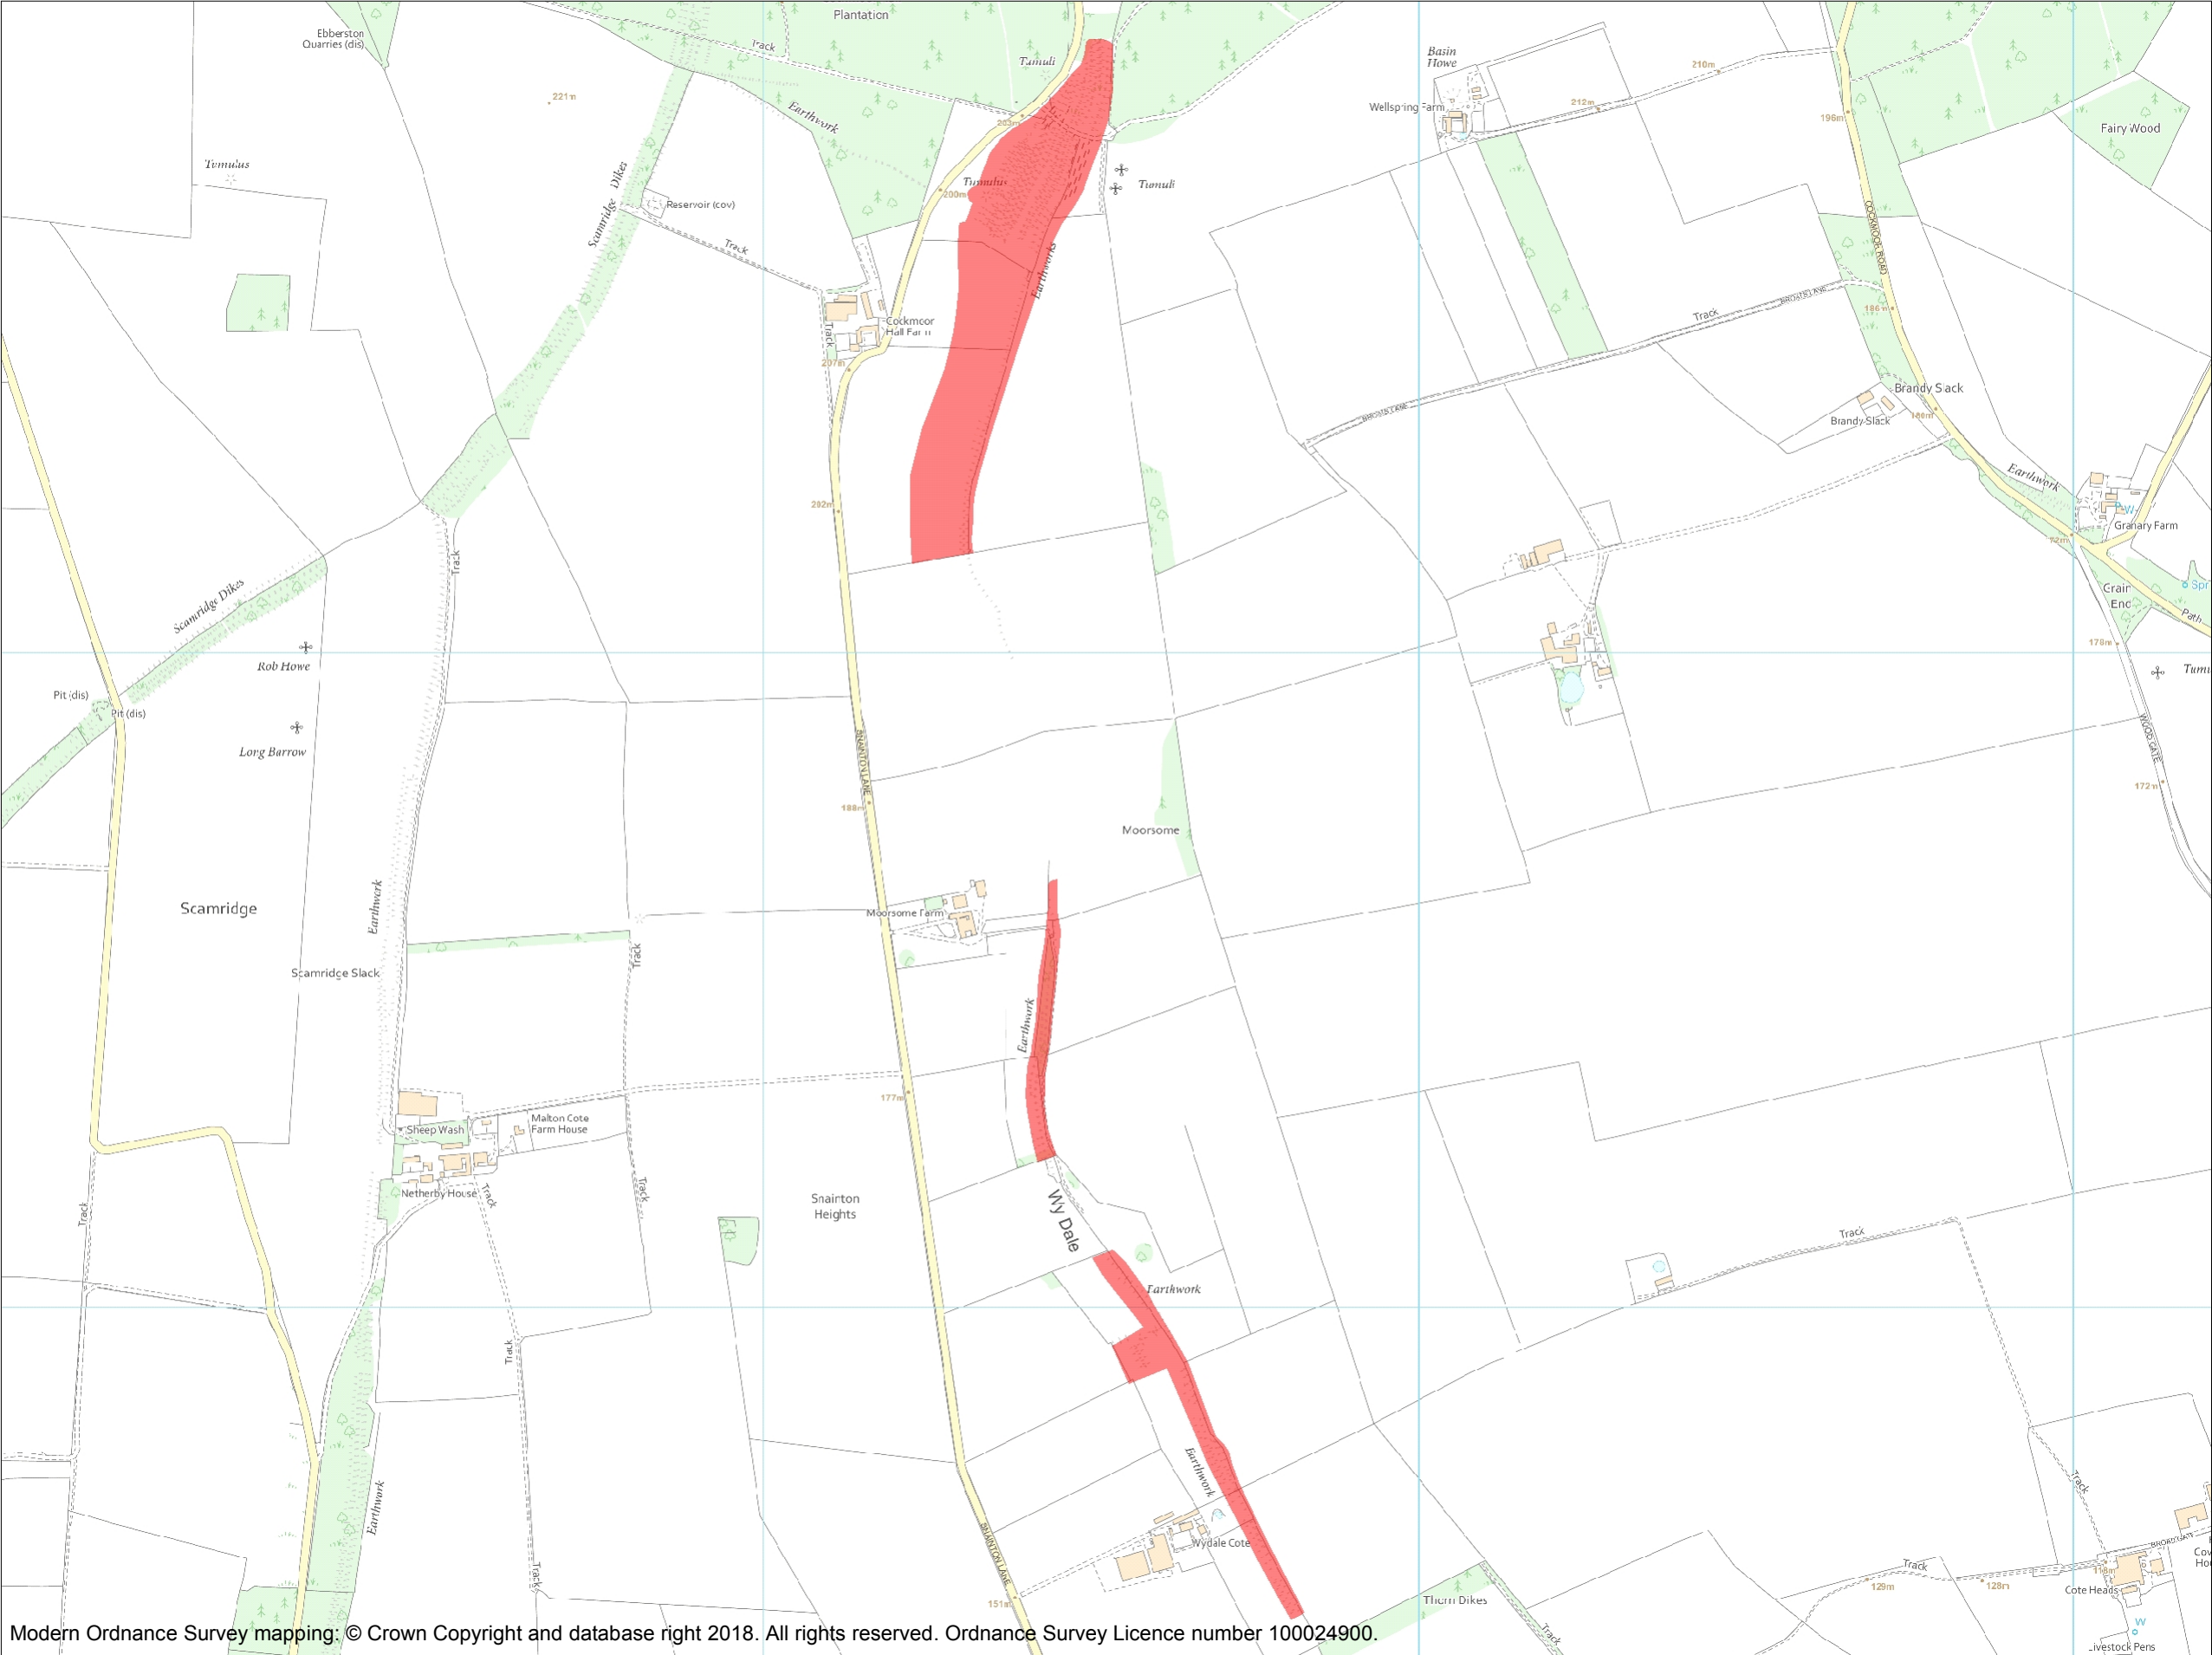 Plantation
Ebberston
Quarries (dis)
Track
Tumuli
Basin
Howe
210m
221m
Earthwork
203m
Wellspring Farm
212m
196m
Fairy Wood
Tumulus
Scamridge Dikes
Tumulus
200m
Tumuli
Reservoir (cov)
Track
COCKMOOR ROAD
Earthworks
Cockmoor
Hall Farm
Track
207m
Track
186m
Brandy Slack
Brandy Slack
Earthwork
202m
Granary Farm
Track
Crain
End
Path
Scamridge Dikes
Rob Howe
178m
Pit (dis)
Pit (dis)
Long Barrow
WOOD GATE
172m
188m
Moorsome
Scamridge
Earthwork
Moorsome Farm
Track
Scamridge Slack
Earthwork
177m
Malton Cote
Farm House
Sheep Wash
Netherby House
Track
Track
Track
Snainton
Heights
Wy Dale
Track
Earthwork
Track
Earthwork
Earthwork
Track
Wydale Cote
Track
Track
129m
128m
Cote Heads
151m
Thorn Dikes
Track
Livestock Pens
W
Modern Ordnance Survey mapping: © Crown Copyright and database right 2018. All rights reserved. Ordnance Survey Licence number 100024900.